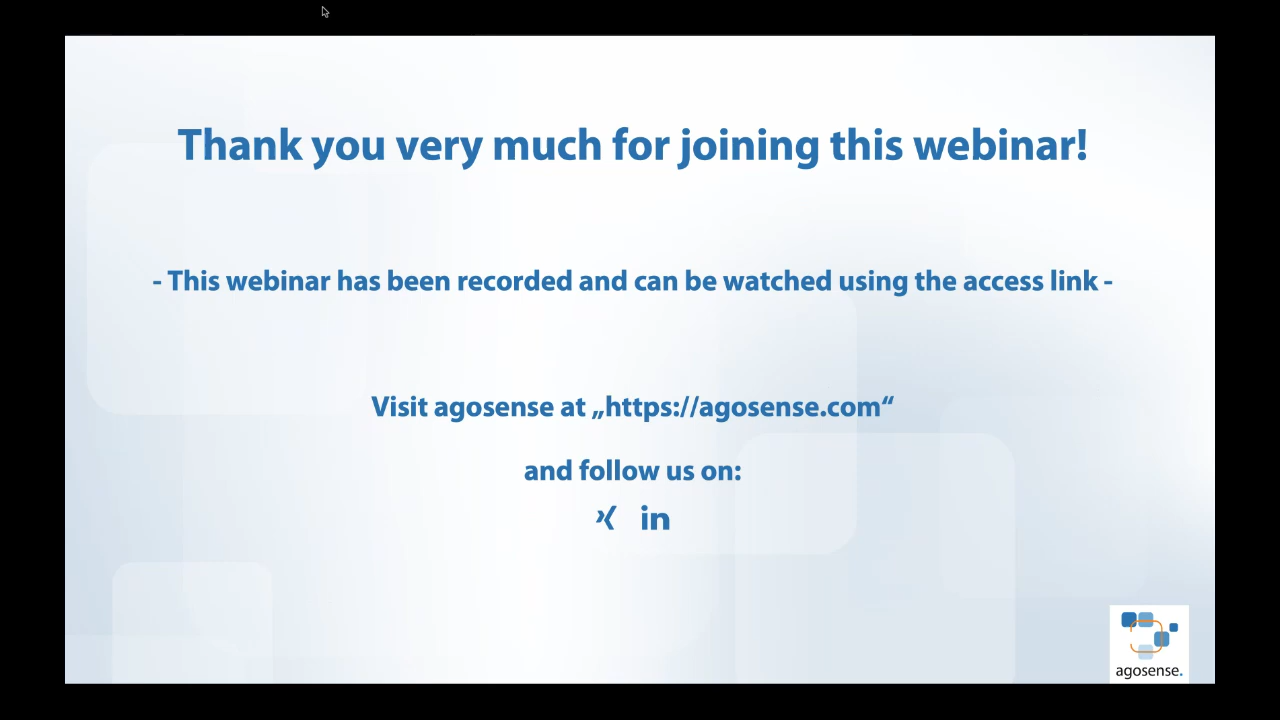 Thank you very much for joining this webinar!
- This webinar has been recorded and can be watched using the access link -
Visit agosense at „https://agosense.com“
and follow us on:
in
agosense.